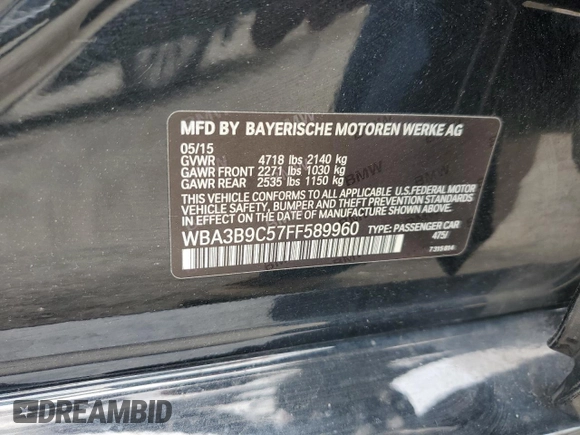 MFD BY BAYERISCHE MOTOREN WERKE AG
05/15
GVWR 4718 lbs 2140 kg
GAWR FRONT 2271 lbs 1030 kg
GAWR REAR 2535 lbs 1150 kg
THIS VEHICLE CONFORMS TO ALL APPLICABLE U.S.FEDERAL MOTOR
VEHICLE SAFETY, BUMPER, AND THEFT PREVENTION STANDARDS
IN EFFECT ON THE DATE OF MANUFACTURE SHOWN ABOVE.
WBA3B9C57FF589960 TYPE: PASSENGER CAR
475/
7315614
DREAMBID